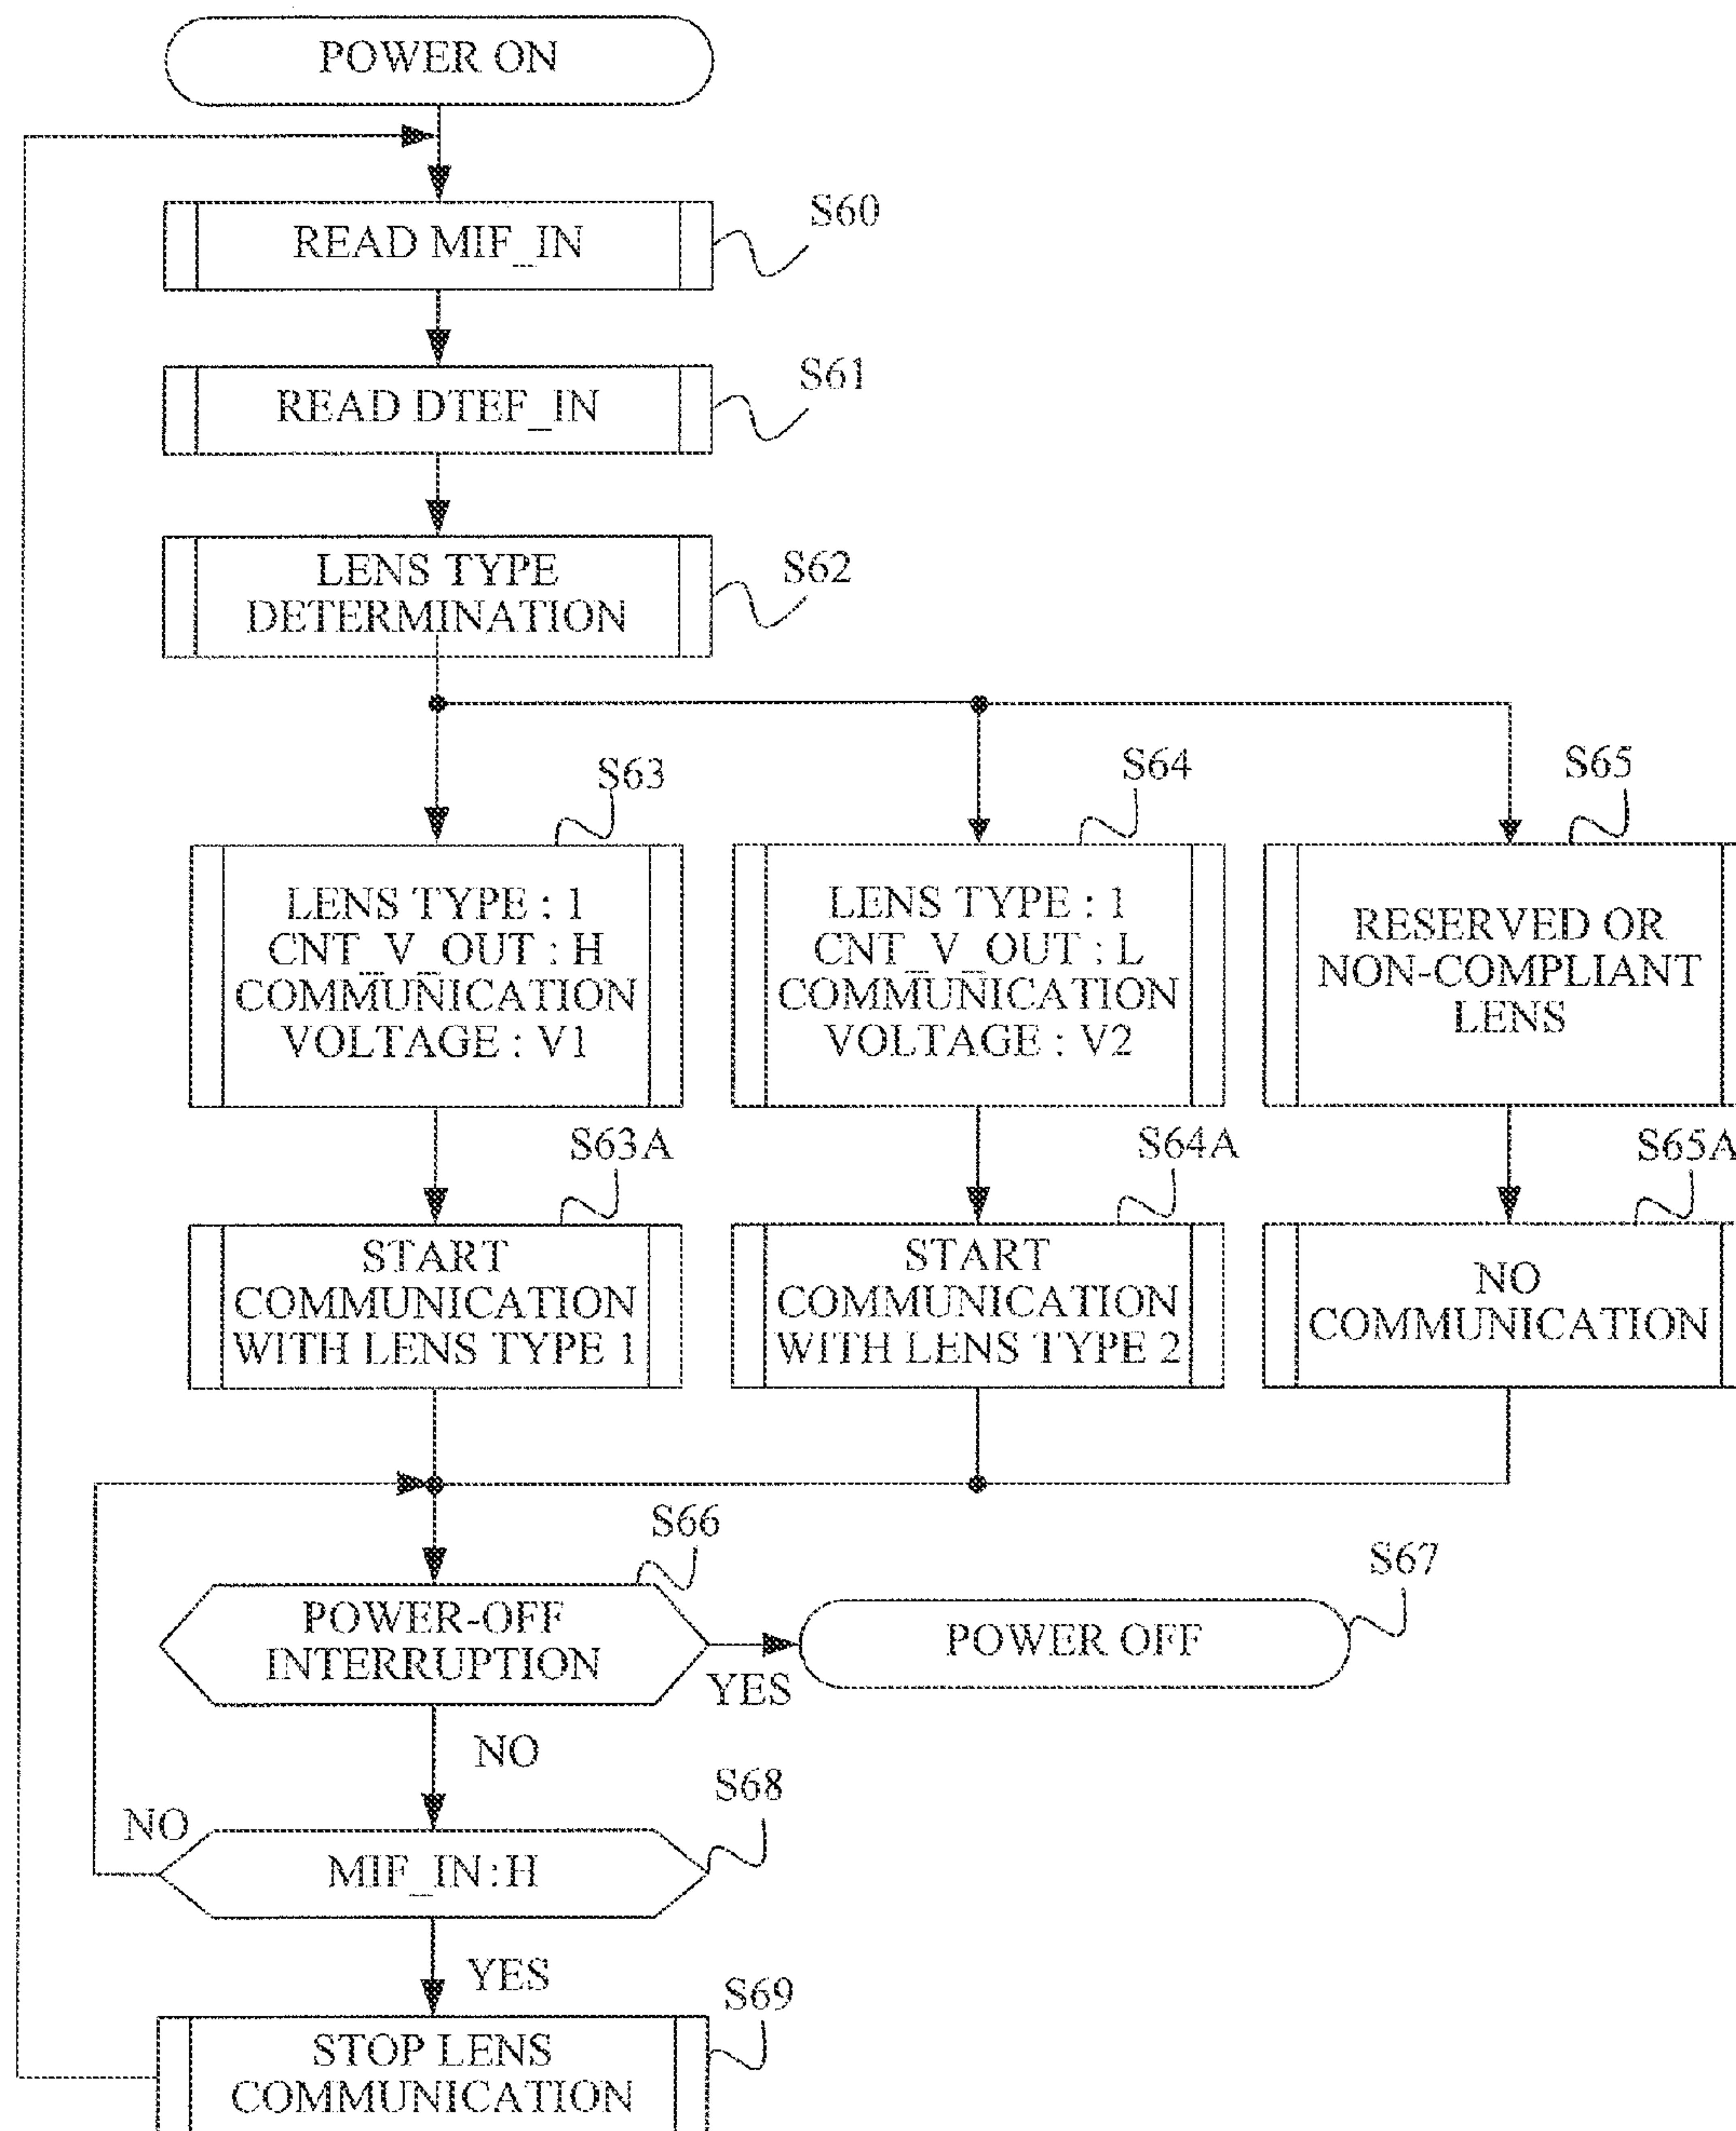 POWER ON
READ MIF_IN
S60
READ DTEF_IN
S61
LENS TYPE
DETERMINATION
S62
S63
S64
S65
LENS TYPE : 1
CNT_V_OUT : H
COMMUNICATION
VOLTAGE : V1
LENS TYPE : 1
CNT_V_OUT : L
COMMUNICATION
VOLTAGE : V2
RESERVED OR
NON-COMPLIANT
LENS
S63A
S64A
S65A
START
COMMUNICATION
WITH LENS TYPE 1
START
COMMUNICATION
WITH LENS TYPE 2
NO
COMMUNICATION
S66
POWER-OFF
INTERRUPTION
YES
S67
POWER OFF
NO
S68
NO
MIF_IN : H
YES
S69
STOP LENS
COMMUNICATION